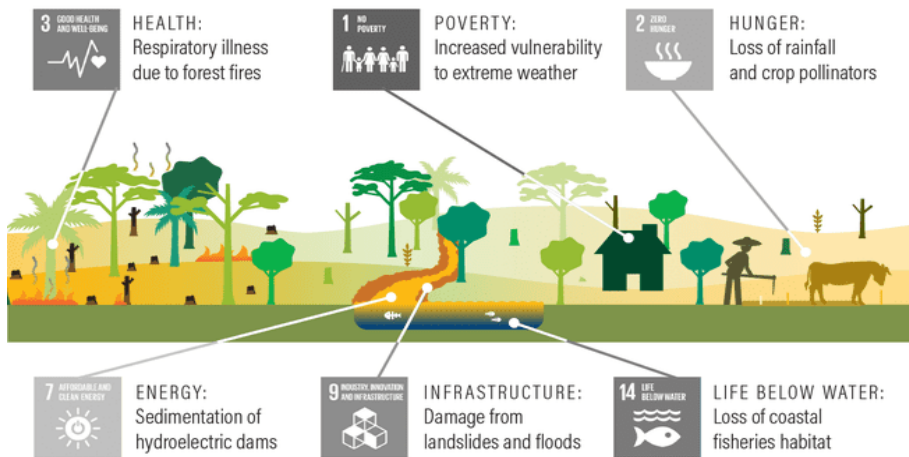 3 GOOD HEALTH
AND WELL-BEING
HEALTH:
Respiratory illness
due to forest fires
1 NO
POVERTY
POVERTY:
Increased vulnerability
to extreme weather
2 ZERO
HUNGER
HUNGER:
Loss of rainfall
and crop pollinators
7 AFFORDABLE AND
CLEAN ENERGY
ENERGY:
Sedimentation of
hydroelectric dams
9 INDUSTRY, INNOVATION
AND INFRASTRUCTURE
INFRASTRUCTURE:
Damage from
landslides and floods
14 LIFE
BELOW WATER
LIFE BELOW WATER:
Loss of coastal
fisheries habitat